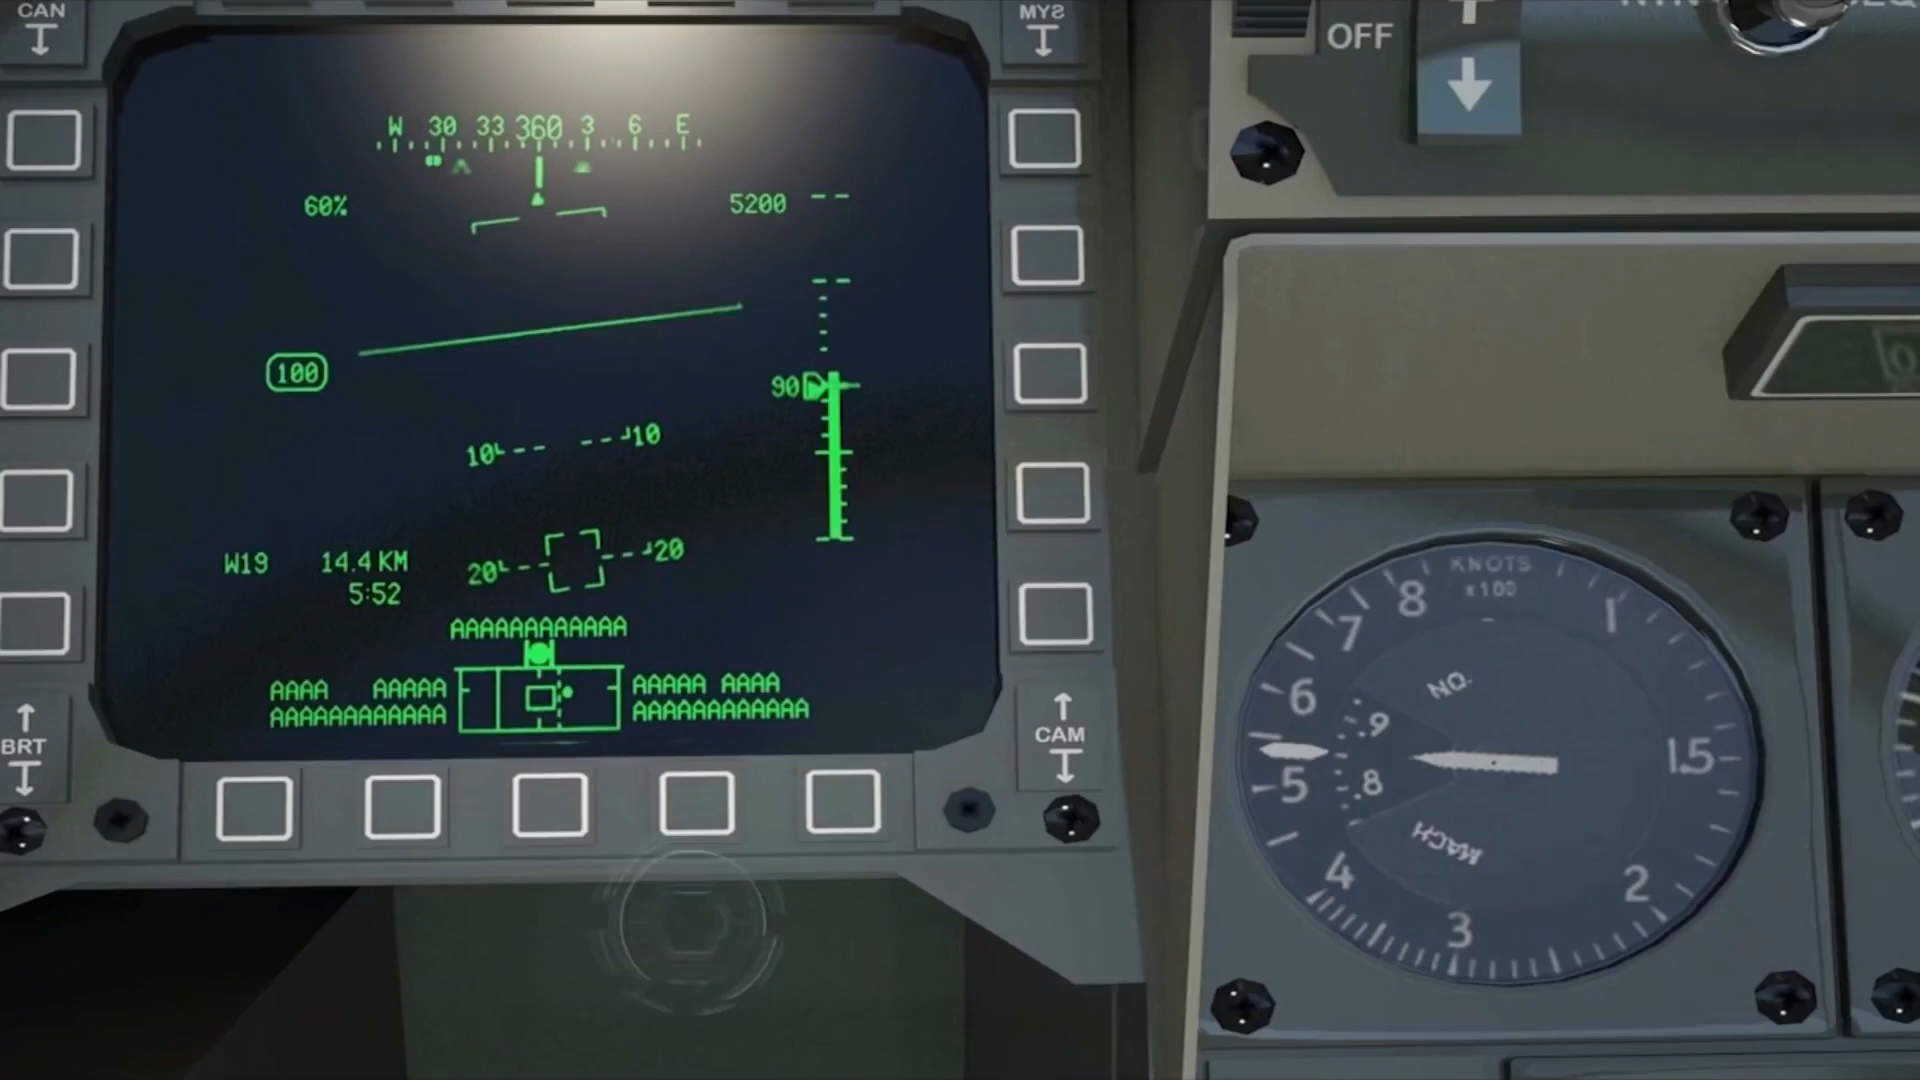 CAN
SYM
OFF
W 30 33 360 3 6 E
60%
5200
100
90
10 10
W19 14.4 KM
20 20
5:52
AAAAAAAAAAAA
AAAA AAAAA
AAAAA AAAA
AAAAAAAAAAAA
AAAAAAAAAAAA
BRT
CAM
KNOTS
x100
8 1
7
6
NO.
.9
1.5
5
.8
MACH
4
2
3